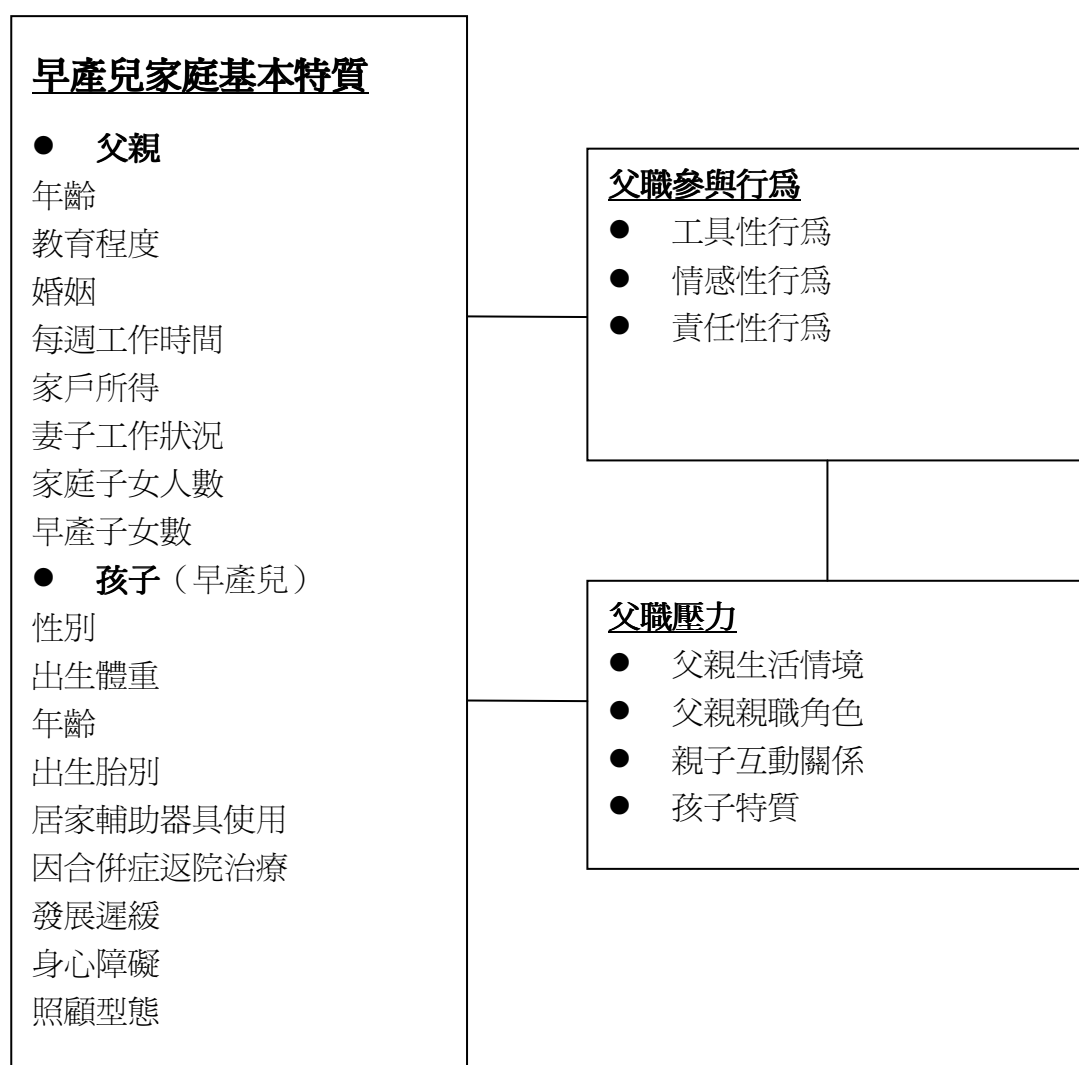 早產兒家庭基本特質
● 父親
年齡
教育程度
婚姻
每週工作時間
家戶所得
妻子工作狀況
家庭子女人數
早產子女數
● 孩子（早產兒）
性別
出生體重
年齡
出生胎別
居家輔助器具使用
因合併症返院治療
發展遲緩
身心障礙
照顧型態
父職參與行為
● 工具性行為
● 情感性行為
● 責任性行為
父職壓力
● 父親生活情境
● 父親親職角色
● 親子互動關係
● 孩子特質